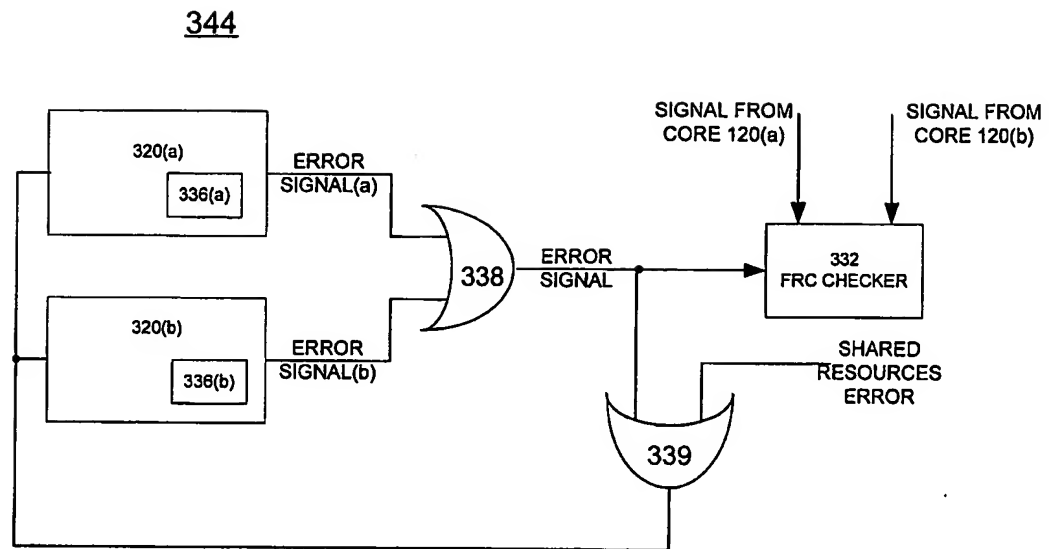 344
320(a)
336(a)
ERROR
SIGNAL(a)
SIGNAL FROM
CORE 120(a)
SIGNAL FROM
CORE 120(b)
338
ERROR
SIGNAL
332
FRC CHECKER
320(b)
336(b)
ERROR
SIGNAL(b)
SHARED
RESOURCES
ERROR
339